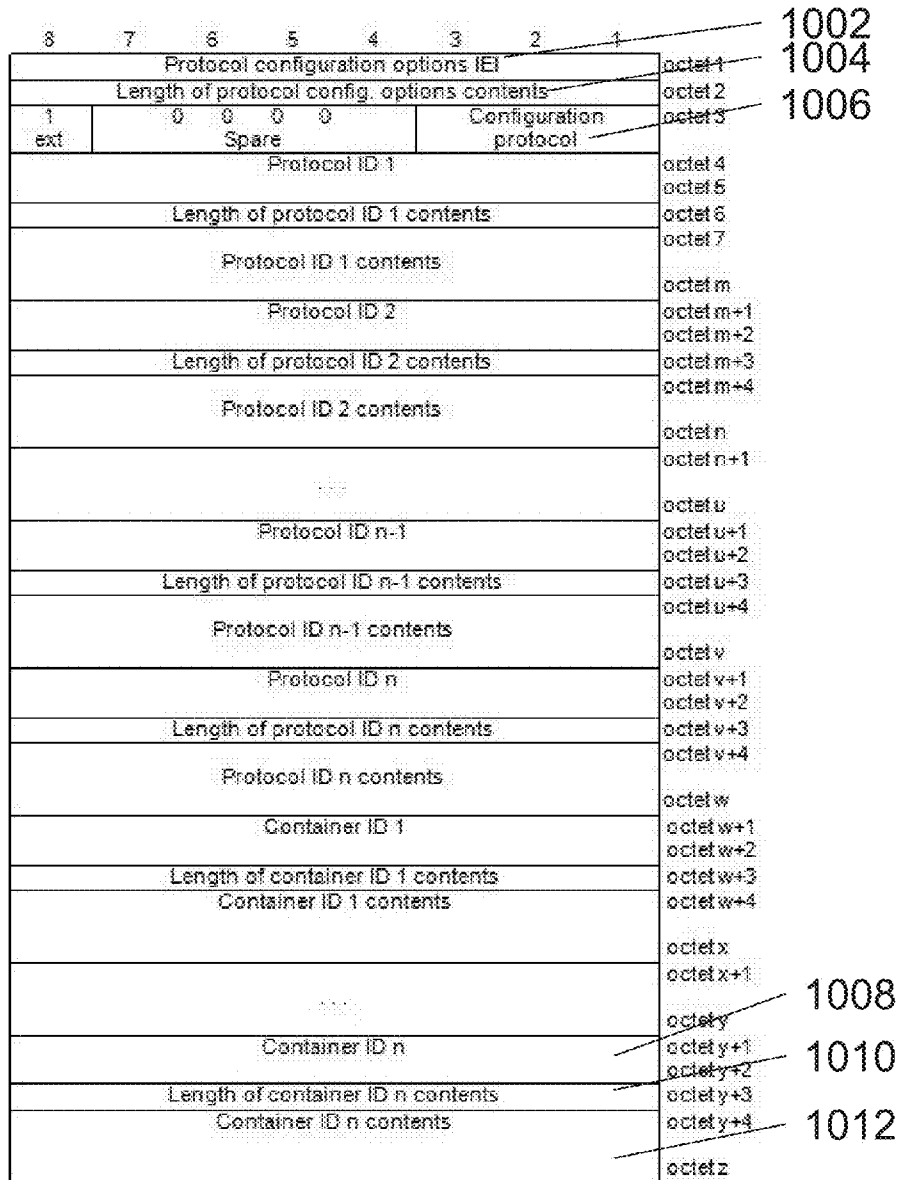 8 7 6 5 4 3 2 1
1002
Protocol configuration options IEI octet 1
1004
Length of protocol config. options contents octet 2
1 0 0 0 0 Configuration octet 3
1006
ext Spare protocol
Protocol ID 1 octet 4
octet 5
Length of protocol ID 1 contents octet 6
octet 7
Protocol ID 1 contents
octet m
Protocol ID 2 octet m+1
octet m+2
Length of protocol ID 2 contents octet m+3
octet m+4
Protocol ID 2 contents
octet n
octet n+1
...
octet u
Protocol ID n-1 octet u+1
octet u+2
Length of protocol ID n-1 contents octet u+3
octet u+4
Protocol ID n-1 contents
octet v
Protocol ID n octet v+1
octet v+2
Length of protocol ID n contents octet v+3
octet v+4
Protocol ID n contents
octet w
Container ID 1 octet w+1
octet w+2
Length of container ID 1 contents octet w+3
Container ID 1 contents octet w+4
octet x
octet x+1
...
1008
octet y
Container ID n octet y+1
1010
octet y+2
Length of container ID n contents octet y+3
Container ID n contents octet y+4
1012
octet z